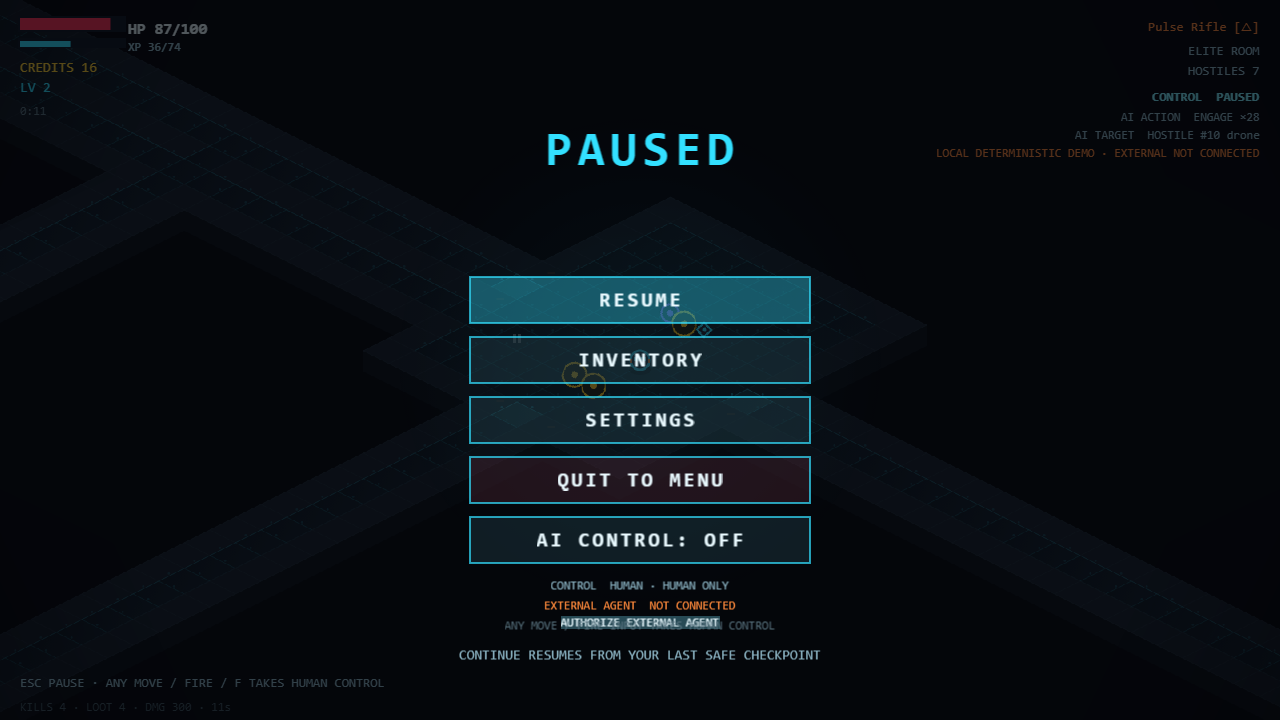 HP 87/100
XP 36/74
CREDITS 16
LV 2
0:11
Pulse Rifle [△]
ELITE ROOM
HOSTILES 7
CONTROL PAUSED
AI ACTION ENGAGE ×28
AI TARGET HOSTILE #10 drone
LOCAL DETERMINISTIC DEMO · EXTERNAL NOT CONNECTED
PAUSED
RESUME
INVENTORY
SETTINGS
QUIT TO MENU
AI CONTROL: OFF
CONTROL HUMAN · HUMAN ONLY
EXTERNAL AGENT NOT CONNECTED
AUTHORIZE EXTERNAL AGENT
ANY MOVE CONTROL
CONTINUE RESUMES FROM YOUR LAST SAFE CHECKPOINT
ESC PAUSE · ANY MOVE / FIRE / F TAKES HUMAN CONTROL
KILLS 4 · LOOT 4 · DMG 300 · 11s